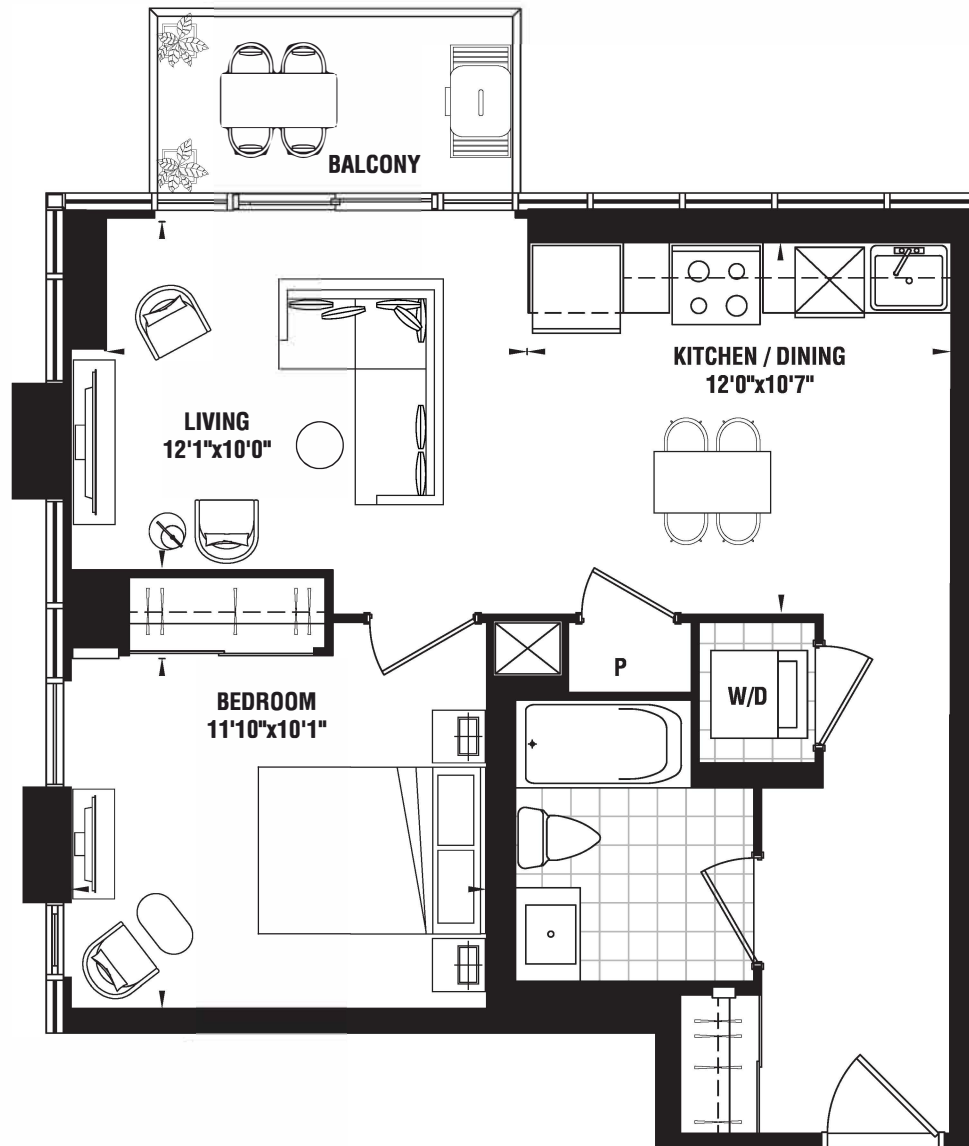 BALCONY
KITCHEN / DINING
12'0"x10'7"
LIVING
12'1"x10'0"
P
W/D
BEDROOM
11'10"x10'1"